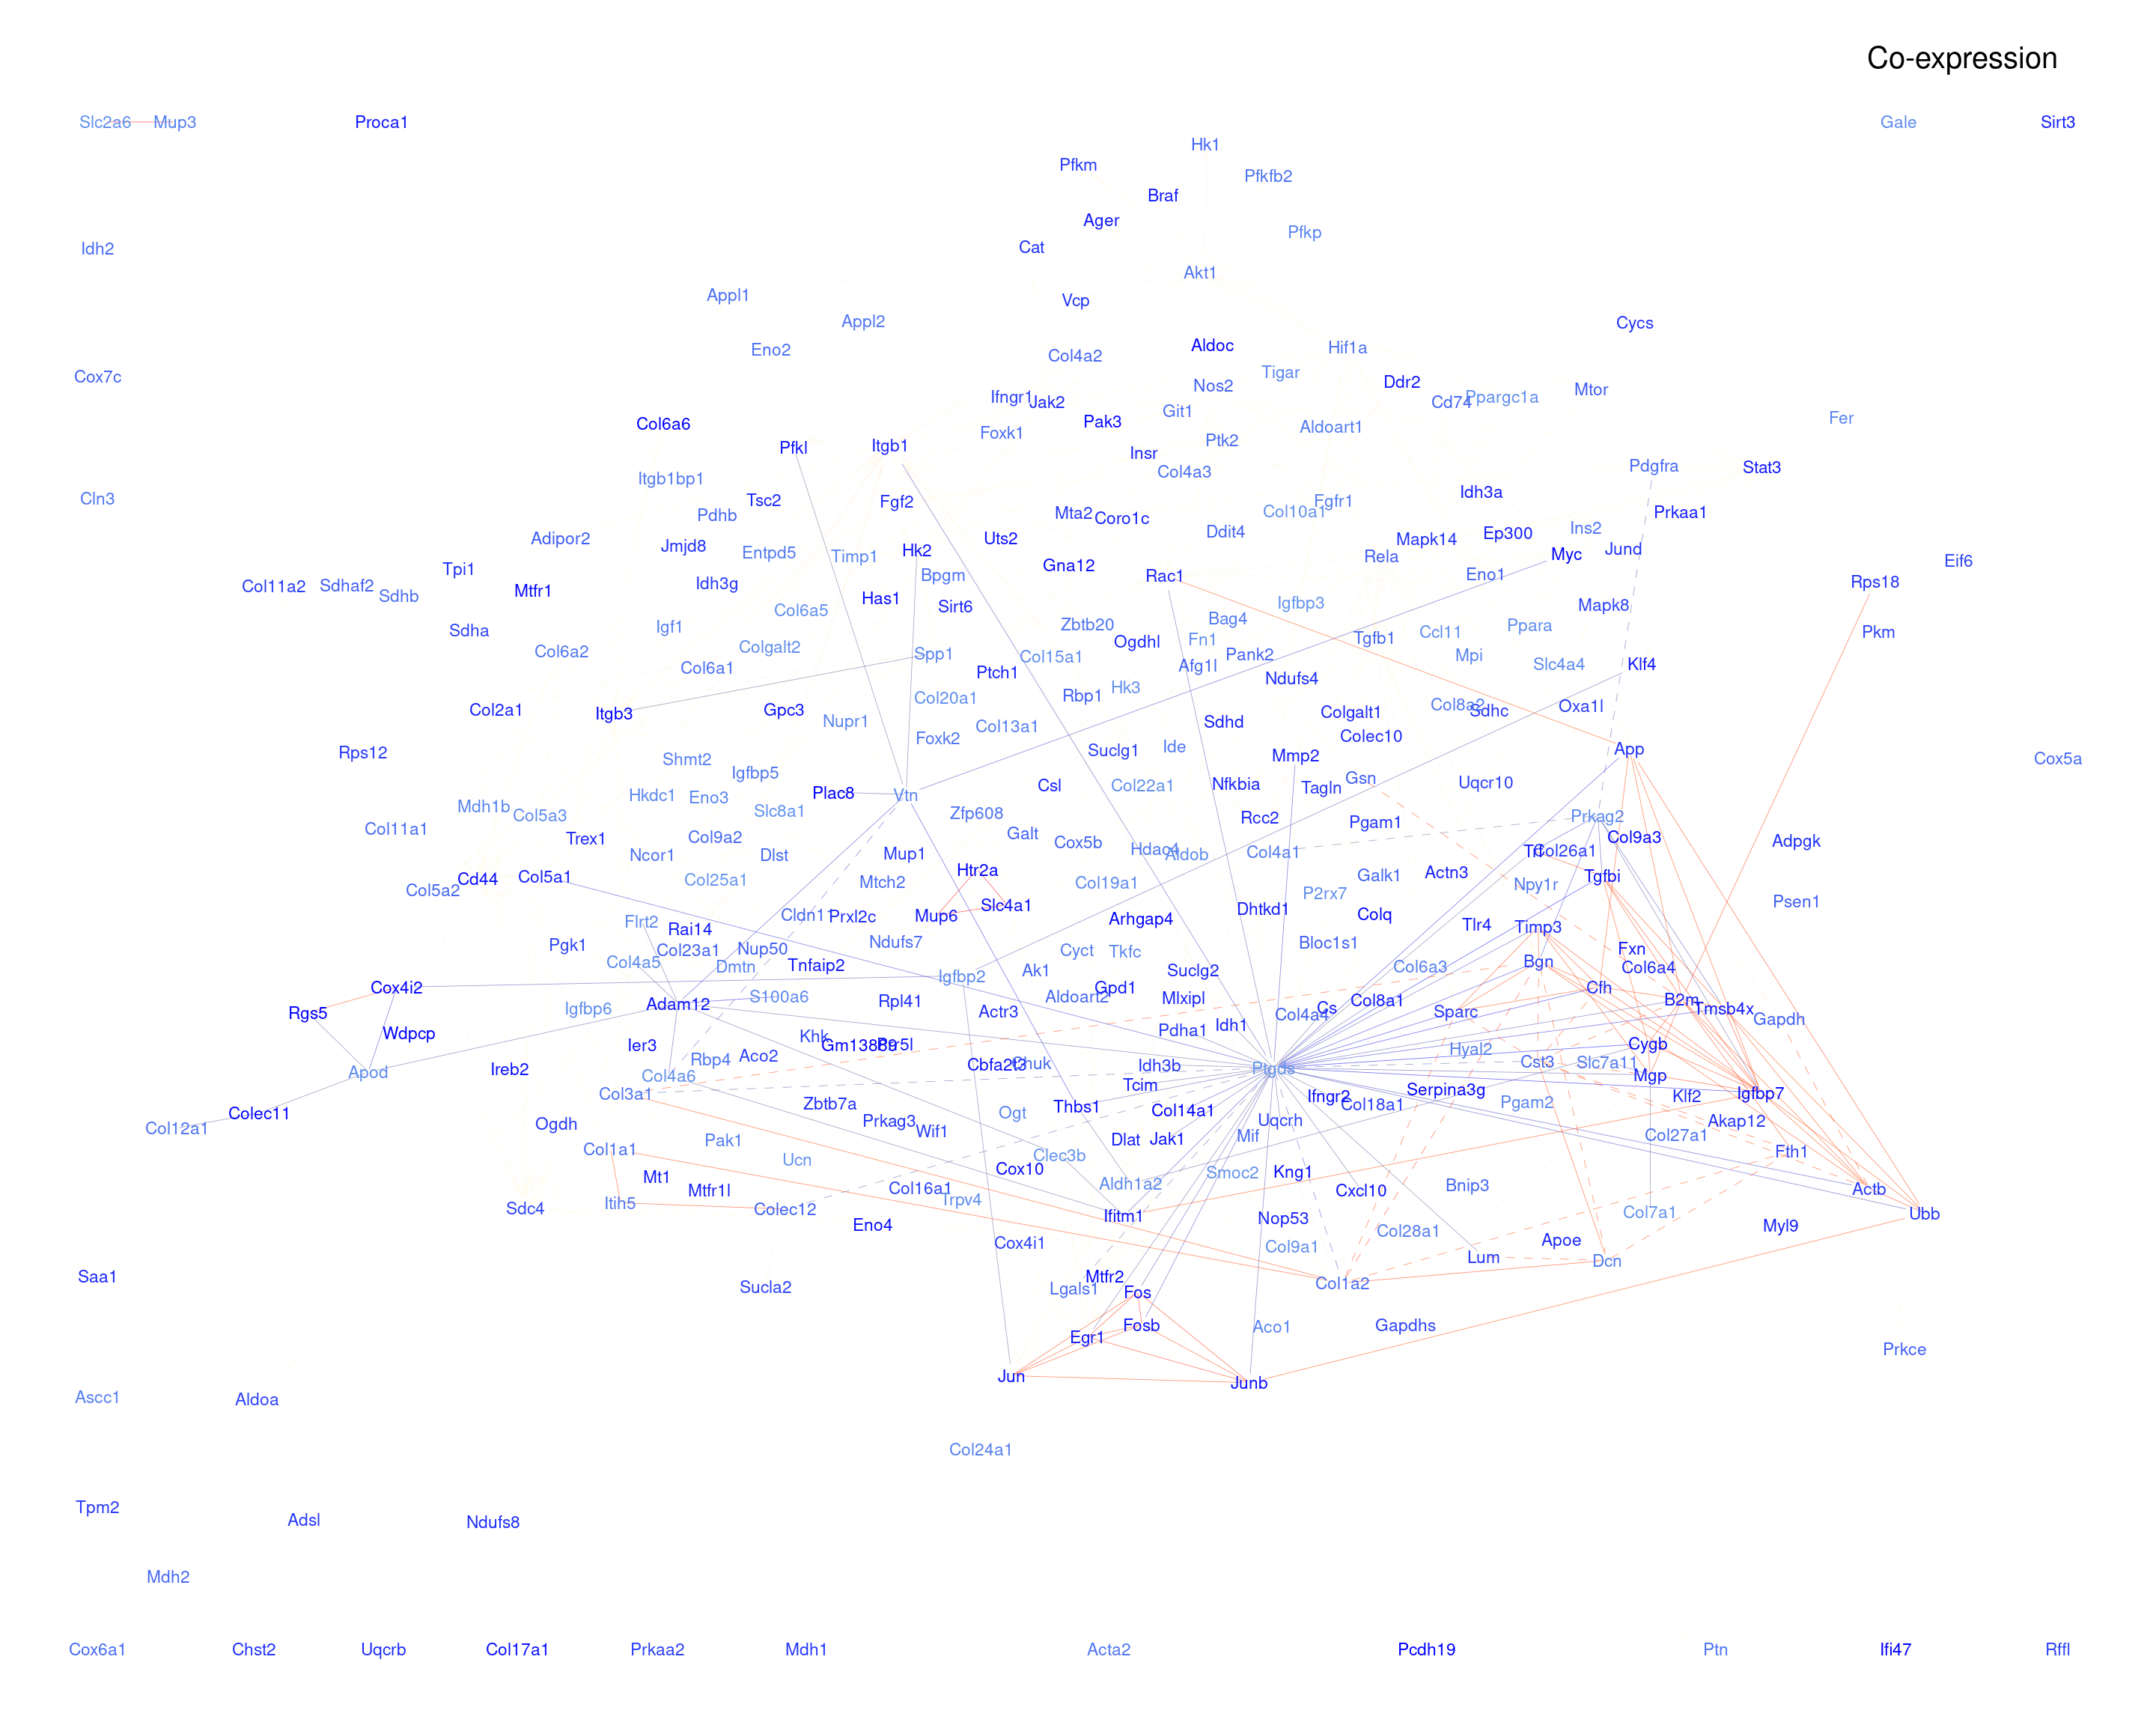 Co-expression
Slc2a6 Mup3 Proca1 Gale Sirt3
Hk1
Pfkm Pfkfb2
Braf
Ager Pfkp
Cat
Idh2
Akt1
Appl1 Vcp
Appl2 Cycs
Eno2 Col4a2 Aldoc Hif1a
Cox7c Tigar
Nos2 Ddr2 Mtor
Ifngr1 Jak2 Cd74 Ppargc1a
Git1 Fer
Col6a6 Pak3 Aldoart1
Foxk1 Ptk2
Pfkl Itgb1 Insr
Col4a3 Pdgfra Stat3
Itgb1bp1
Cln3 Tsc2 Fgf2 Fgfr1 Idh3a
Pdhb Mta2 Coro1c Col10a1 Prkaa1
Adipor2 Uts2 Ddit4 Mapk14 Ep300 Ins2
Jmjd8 Entpd5 Timp1 Hk2 Rela Myc Jund
Tpi1 Gna12 Eif6
Col11a2 Sdhaf2 Sdhb Mtfr1 Idh3g Bpgm Rac1 Eno1 Rps18
Has1 Sirt6 Igfbp3 Mapk8
Col6a5 Bag4
Sdha Igf1 Zbtb20 Ccl11 Ppara Pkm
Col6a2 Colgalt2 Spp1 Ogdhl Fn1 Tgfb1
Col6a1 Col15a1 Afg1l Pank2 Mpi Slc4a4 Klf4
Ptch1 Ndufs4
Col2a1 Itgb3 Gpc3 Col20a1 Rbp1 Hk3 Col8a2 Sdhc Oxa1l
Nupr1 Col13a1 Sdhd Colgalt1
Rps12 Foxk2 Suclg1 Ide Colec10 App
Shmt2 Mmp2 Cox5a
Igfbp5 Csl Col22a1 Nfkbia Tagln Gsn Uqcr10
Hkdc1 Eno3 Plac8 Vtn
Mdh1b Col5a3 Slc8a1 Zfp608 Rcc2 Pgam1 Prkag2
Col11a1 Trex1 Col9a2 Galt Cox5b Col9a3 Adpgk
Ncor1 Dlst Mup1 Hdac4 Aldob Col4a1 Col26a1
Cd44 Col5a1 Col25a1 Mtch2 Htr2a Col19a1 Galk1 Actn3 Tgfbi
Col5a2 P2rx7 Npy1r Psen1
Flrt2 Rai14 Prxl2c Mup6 Slc4a1 Arhgap4 Dhtkd1 Colq Tlr4 Timp3
Pgk1 Col23a1 Nup50 Ndufs7 Cyct Tkfc Bloc1s1 Fxn
Col4a5 Dmtn Tnfaip2 Igfbp2 Ak1 Suclg2 Col6a3 Bgn Col6a4
Cox4i2 Igfbp6 Adam12 S100a6 Rpl41 Aldoart2 Gpd1 Mlxipl Cs Col8a1 Cfh B2m
Rgs5 Actr3 Col4a4 Sparc Tmsb4x Gapdh
Wdpcp Ier3 Khk Pdha1 Idh1 Cygb
Apod Ireb2 Col4a6 Rbp4 Aco2 Cbfa2t3 Chuk Idh3b Ptgds Hyal2 Cst3 Slc7a11
Col3a1 Tcim Serpina3g Mgp Igfbp7
Colec11 Zbtb7a Thbs1 Col14a1 Ifngr2 Col18a1 Pgam2 Klf2
Col12a1 Ogdh Prkag3 Wif1 Ogt Uqcrh Akap12
Col1a1 Pak1 Dlat Jak1 Mif Col27a1
Ucn Clec3b Fth1
Mt1 Cox10 Smoc2 Kng1
Mtfr1l Col16a1 Aldh1a2 Cxcl10 Bnip3 Actb
Sdc4 Itih5 Colec12 Trpv4 Ifitm1 Nop53 Col7a1 Ubb
Eno4 Col28a1 Myl9
Cox4i1 Col9a1 Apoe
Saa1 Lum Dcn
Sucla2 Lgals1 Mtfr2 Col1a2
Fos
Egr1 Fosb Aco1 Gapdhs
Prkce
Jun Junb
Ascc1 Aldoa
Col24a1
Tpm2 Adsl Ndufs8
Mdh2
Cox6a1 Chst2 Uqcrb Col17a1 Prkaa2 Mdh1 Acta2 Pcdh19 Ptn Ifi47 Rffl